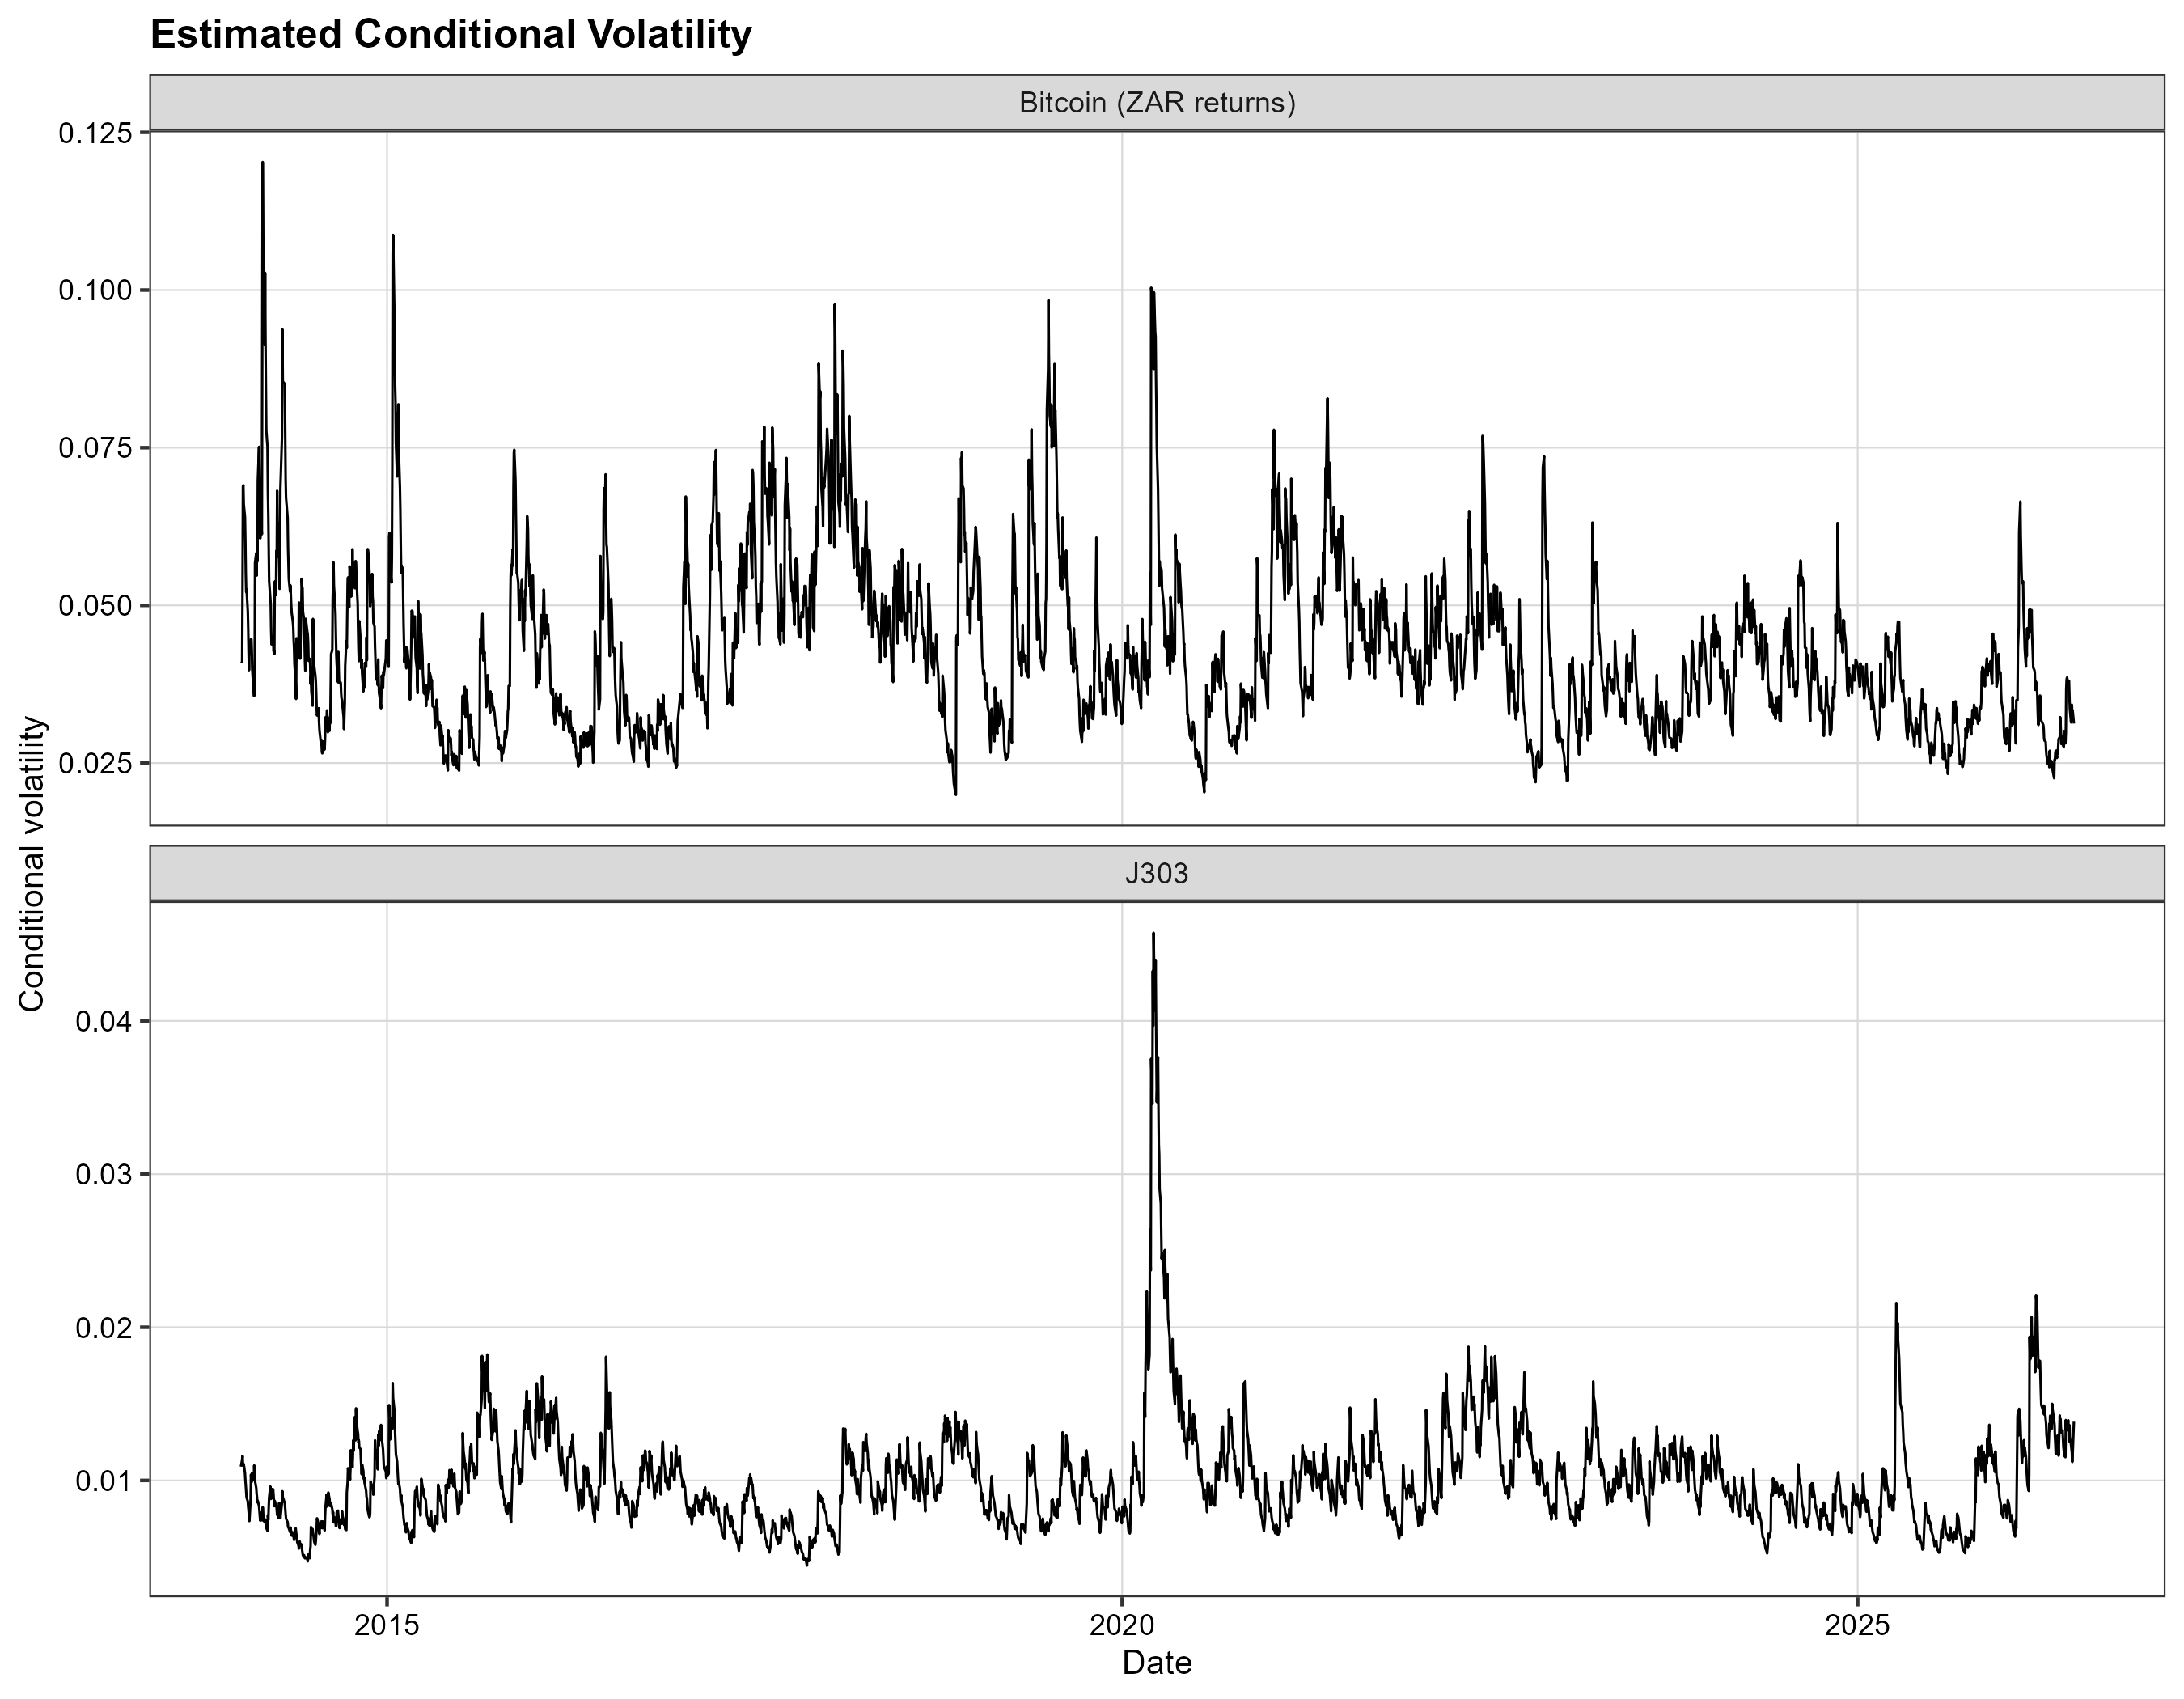 Estimated Conditional Volatility
Bitcoin (ZAR returns)
0.125
0.100
0.075
0.050
0.025
Conditional volatility
J303
0.04
0.03
0.02
0.01
2015
2020
2025
Date